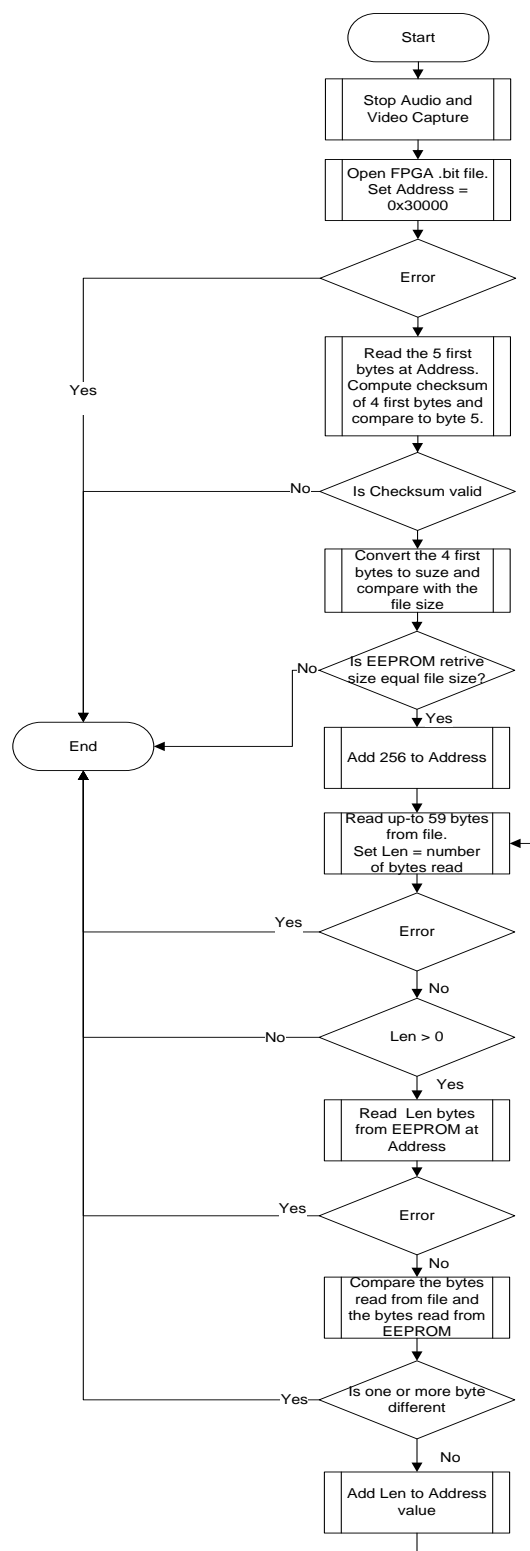 Start
Stop Audio and
Video Capture
Open FPGA .bit file.
Set Address =
0x30000
Error
Yes
Read the 5 first
bytes at Address.
Compute checksum
of 4 first bytes and
compare to byte 5.
No
Is Checksum valid
Convert the 4 first
bytes to suze and
compare with the
file size
No
Is EEPROM retrive
size equal file size?
Yes
End
Add 256 to Address
Read up-to 59 bytes
from file.
Set Len = number
of bytes read
Yes
Error
No
No
Len > 0
Yes
Read Len bytes
from EEPROM at
Address
Yes
Error
No
Compare the bytes
read from file and
the bytes read from
EEPROM
Yes
Is one or more byte
different
No
Add Len to Address
value